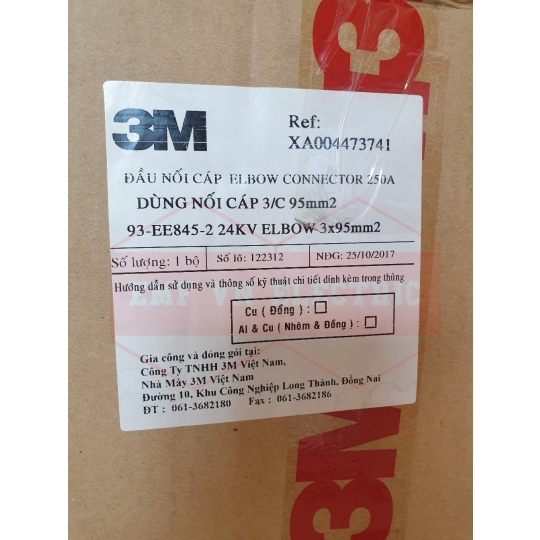 3M
Ref:
XA004473741
ĐẦU NỐI CÁP ELBOW CONNECTOR 250A
DÙNG NỐI CÁP 3/C 95mm2
93-EE845-2 24KV ELBOW 3x95mm2
Số lượng: 1 bộ
Số lô: 122312
NĐG: 25/10/2017
Hướng dẫn sử dụng và thông số kỹ thuật chi tiết đính kèm trong thùng
EMF VN ELECTRIC
Cu ( Đồng ) :
Al & Cu ( Nhôm & Đồng ) :
Gia công và đóng gói tại:
Công Ty TNHH 3M Việt Nam,
Nhà Máy 3M Việt Nam
Đường 10, Khu Công Nghiệp Long Thành, Đồng Nai
ĐT : 061-3682180 Fax : 061-3682186
3M